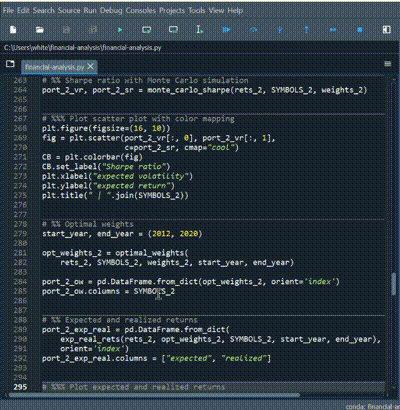 File Edit Search Source Run Debug Consoles Projects Tools View Help
C:\Users\white\financial-analysis\financial-analysis.py
financial-analysis.py
263 # %% Sharpe ratio with Monte Carlo simulation
264 port_2_vr, port_2_sr = monte_carlo_sharpe(rets_2, SYMBOLS_2, weights_2)
265
266
267 # %%% Plot scatter plot with color mapping
268 plt.figure(figsize=(16, 10))
269 fig = plt.scatter(port_2_vr[:, 0], port_2_vr[:, 1],
270 c=port_2_sr, cmap="cool")
271 CB = plt.colorbar(fig)
272 CB.set_label("Sharpe ratio")
273 plt.xlabel("expected volatility")
274 plt.ylabel("expected return")
275 plt.title(" | ".join(SYMBOLS_2))
276
277
278 # %% Optimal weights
279 start_year, end_year = (2012, 2020)
280
281 opt_weights_2 = optimal_weights(
282 rets_2, SYMBOLS_2, weights_2, start_year, end_year)
283
284 port_2_ow = pd.DataFrame.from_dict(opt_weights_2, orient='index')
285 port_2_ow.columns = SYMBOLS_2
286
287
288 # %% Expected and realized returns
289 port_2_exp_real = pd.DataFrame.from_dict(
290 exp_real_rets(rets_2, opt_weights_2, SYMBOLS_2, start_year, end_year),
291 orient='index')
292 port_2_exp_real.columns = ["expected", "realized"]
293
294
295 # %%% Plot expected and realized returns
conda: financial-a